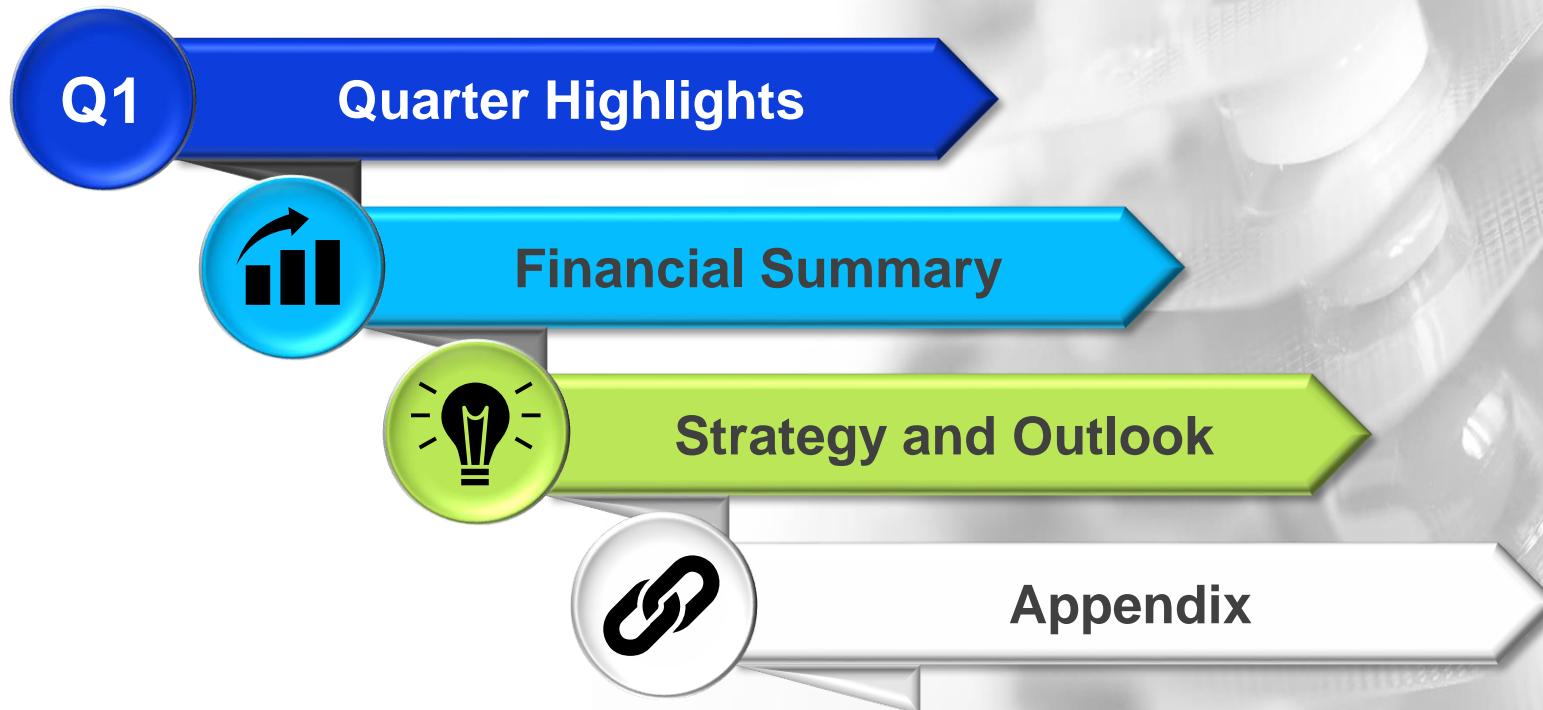 Q1
Quarter Highlights
Financial Summary
Strategy and Outlook
Appendix